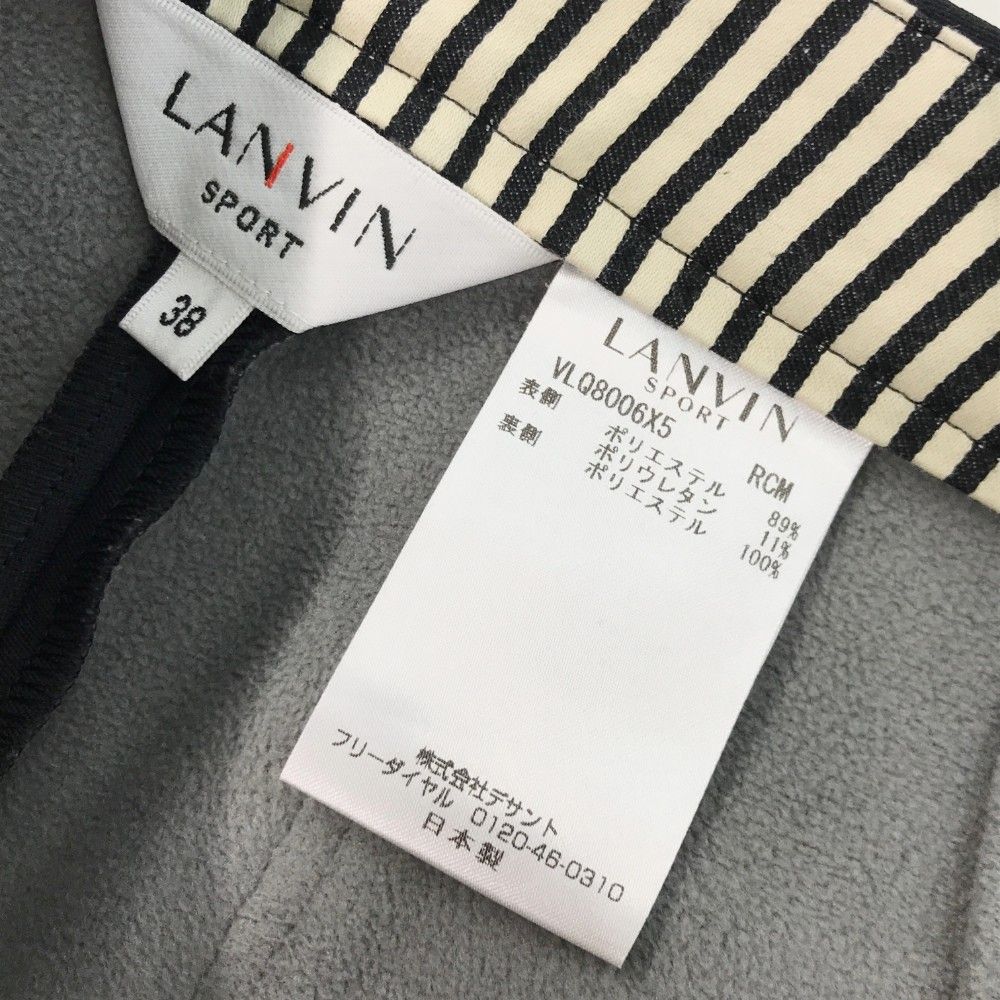 LANVIN
SPORT
38
LANVIN
SPORT
VLQ8006X5 RCM
表側 ポリエステル 89%
ポリウレタン 11%
裏側 ポリエステル 100%
株式会社デサント
フリーダイヤル 0120-46-0310
日本製